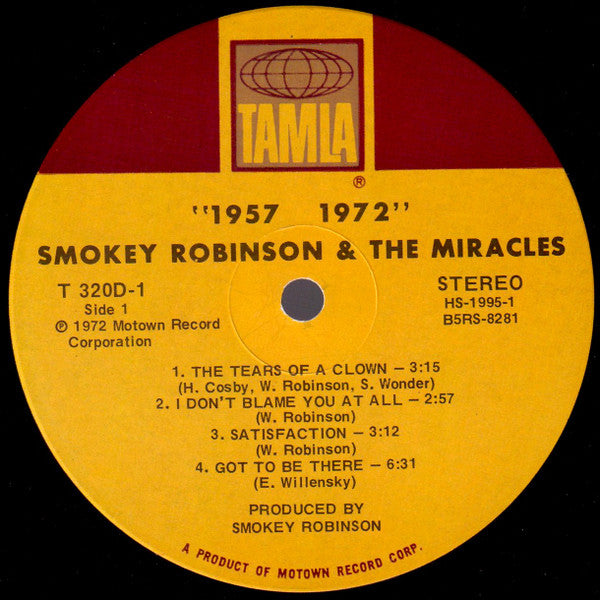 TAMLA
®
"1957 1972"
SMOKEY ROBINSON & THE MIRACLES
T 320D-1
Side 1
℗ 1972 Motown Record
Corporation
STEREO
HS-1995-1
B5RS-8281
1. THE TEARS OF A CLOWN – 3:15
(H. Cosby, W. Robinson, S. Wonder)
2. I DON'T BLAME YOU AT ALL – 2:57
(W. Robinson)
3. SATISFACTION – 3:12
(W. Robinson)
4. GOT TO BE THERE – 6:31
(E. Willensky)
PRODUCED BY
SMOKEY ROBINSON
A PRODUCT OF MOTOWN RECORD CORP.